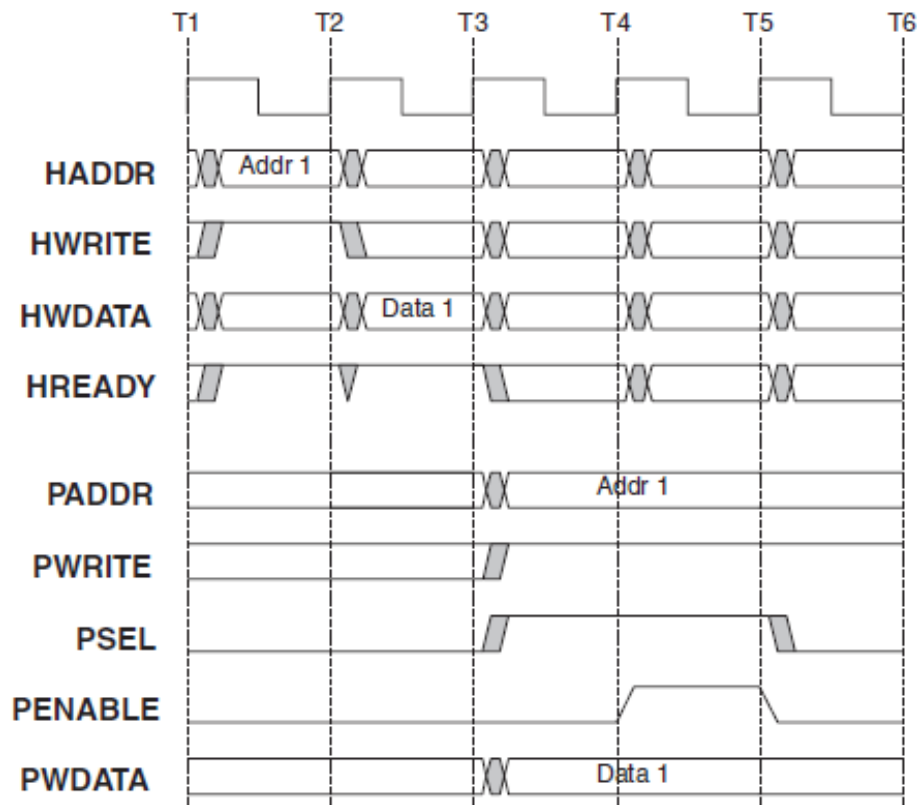 T1 T2 T3 T4 T5 T6
HADDR Addr 1
HWRITE
HWDATA Data 1
HREADY
PADDR Addr 1
PWRITE
PSEL
PENABLE
PWDATA Data 1